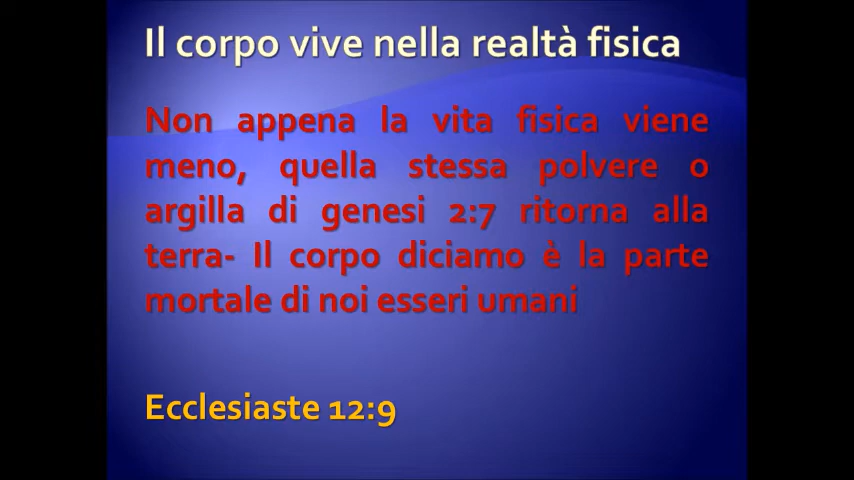 Il corpo vive nella realtà fisica
Non appena la vita fisica viene
meno, quella stessa polvere o
argilla di genesi 2:7 ritorna alla
terra- Il corpo diciamo è la parte
mortale di noi esseri umani
Ecclesiaste 12:9